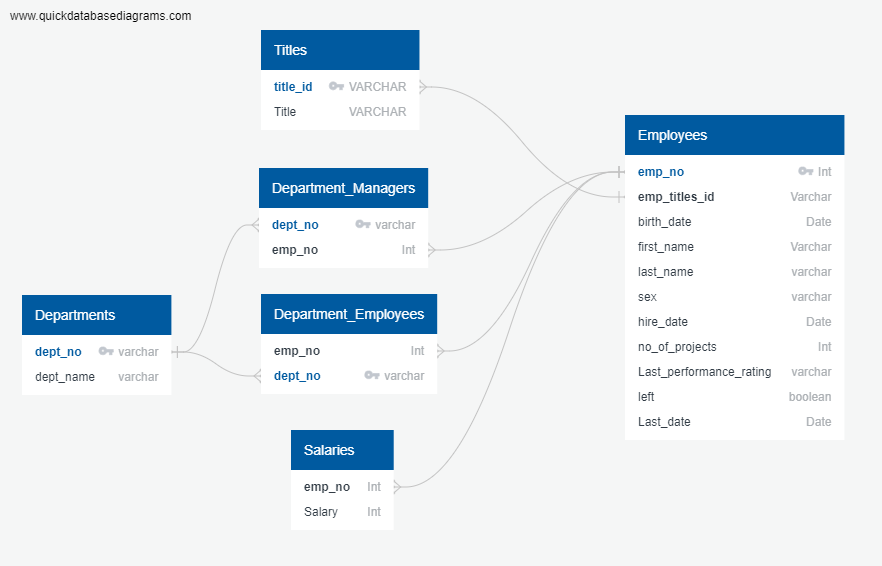 www.quickdatabasediagrams.com
Titles
title_id VARCHAR
Title VARCHAR
Department_Managers
dept_no varchar
emp_no Int
Departments
dept_no varchar
dept_name varchar
Department_Employees
emp_no Int
dept_no varchar
Salaries
emp_no Int
Salary Int
Employees
emp_no Int
emp_titles_id Varchar
birth_date Date
first_name Varchar
last_name varchar
sex varchar
hire_date Date
no_of_projects Int
Last_performance_rating varchar
left boolean
Last_date Date